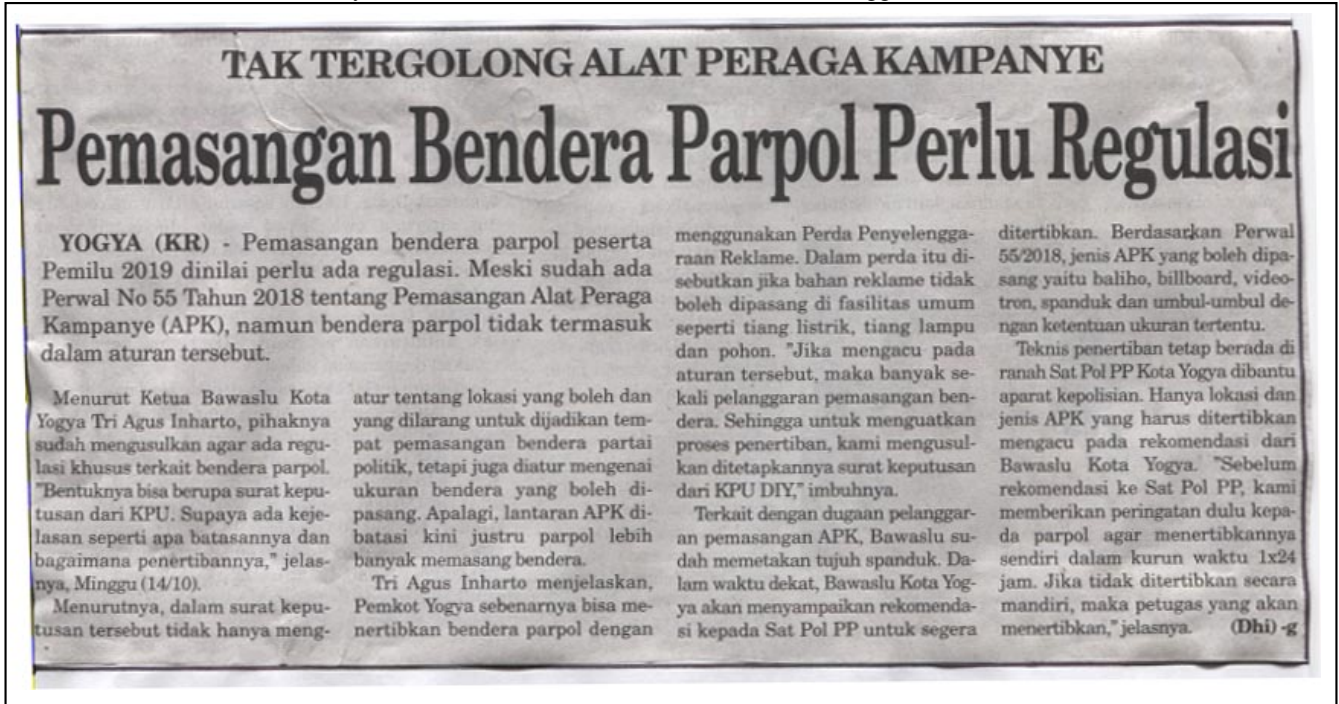 TAK TERGOLONG ALAT PERAGA KAMPANYE
Pemasangan Bendera Parpol Perlu Regulasi
YOGYA (KR) - Pemasangan bendera parpol peserta
Pemilu 2019 dinilai perlu ada regulasi. Meski sudah ada
Perwal No 55 Tahun 2018 tentang Pemasangan Alat Peraga
Kampanye (APK), namun bendera parpol tidak termasuk
dalam aturan tersebut.
Menurut Ketua Bawaslu Kota
Yogya Tri Agus Inharto, pihaknya
sudah mengusulkan agar ada regu-
lasi khusus terkait bendera parpol.
"Bentuknya bisa berupa surat kepu-
tusan dari KPU. Supaya ada keje-
lasan seperti apa batasannya dan
bagaimana penertibannya," jelas-
nya, Minggu (14/10).
Menurutnya, dalam surat kepu-
tusan tersebut tidak hanya meng-
atur tentang lokasi yang boleh dan
yang dilarang untuk dijadikan tem-
pat pemasangan bendera partai
politik, tetapi juga diatur mengenai
ukuran bendera yang boleh di-
pasang. Apalagi, lantaran APK di-
batasi kini justru parpol lebih
banyak memasang bendera.
Tri Agus Inharto menjelaskan,
Pemkot Yogya sebenarnya bisa me-
nertibkan bendera parpol dengan
menggunakan Perda Penyelengga-
raan Reklame. Dalam perda itu di-
sebutkan jika bahan reklame tidak
boleh dipasang di fasilitas umum
seperti tiang listrik, tiang lampu
dan pohon. "Jika mengacu pada
aturan tersebut, maka banyak se-
kali pelanggaran pemasangan ben-
dera. Sehingga untuk menguatkan
proses penertiban, kami mengusul-
kan ditetapkannya surat keputusan
dari KPU DIY," imbuhnya.
Terkait dengan dugaan pelanggar-
an pemasangan APK, Bawaslu su-
dah memetakan tujuh spanduk. Da-
lam waktu dekat, Bawaslu Kota Yog-
ya akan menyampaikan rekomenda-
si kepada Sat Pol PP untuk segera
ditertibkan. Berdasarkan Perwal
55/2018, jenis APK yang boleh dipa-
sang yaitu baliho, billboard, video-
tron, spanduk dan umbul-umbul de-
ngan ketentuan ukuran tertentu.
Teknis penertiban tetap berada di
ranah Sat Pol PP Kota Yogya dibantu
aparat kepolisian. Hanya lokasi dan
jenis APK yang harus ditertibkan
mengacu pada rekomendasi dari
Bawaslu Kota Yogya. "Sebelum
rekomendasi ke Sat Pol PP, kami
memberikan peringatan dulu kepa-
da parpol agar menertibkannya
sendiri dalam kurun waktu 1x24
jam. Jika tidak ditertibkan secara
mandiri, maka petugas yang akan
menertibkan," jelasnya. (Dhi) -g